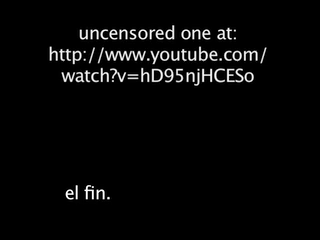 uncensored one at:
http://www.youtube.com/
watch?v=hD95njHCESo
el fin.